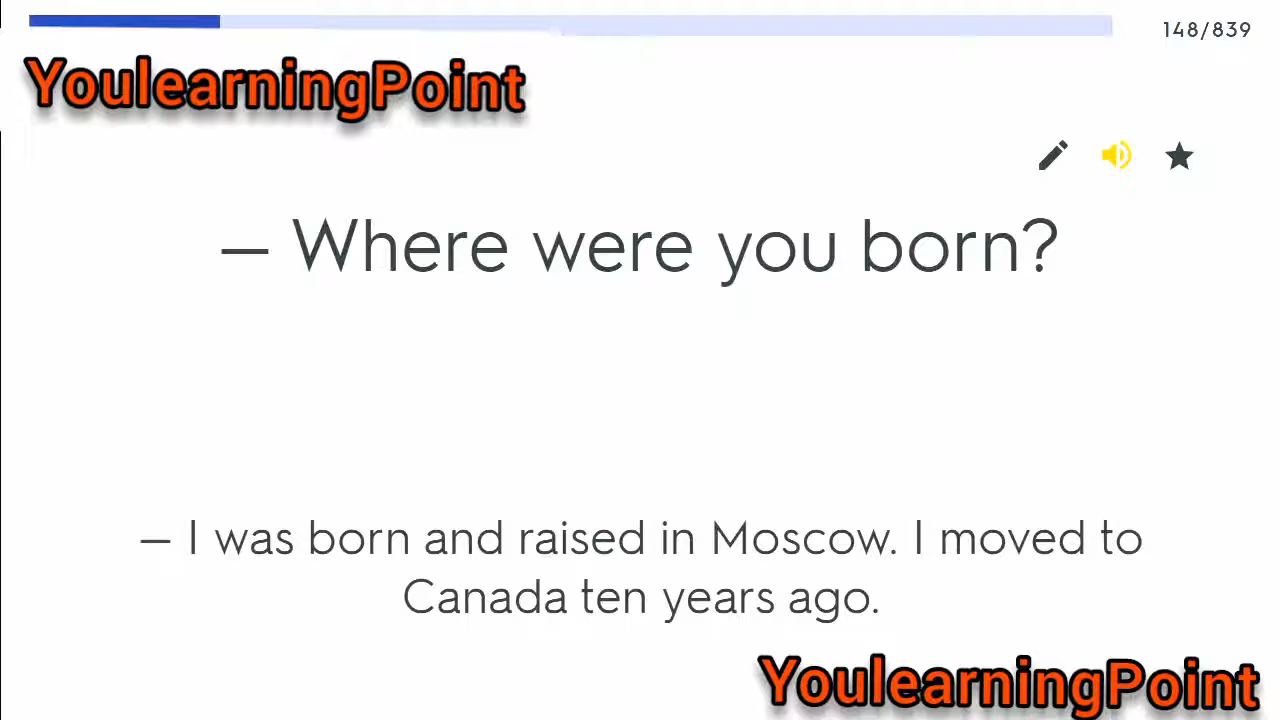 148/839
YoulearningPoint
– Where were you born?
– I was born and raised in Moscow. I moved to
Canada ten years ago.
YoulearningPoint